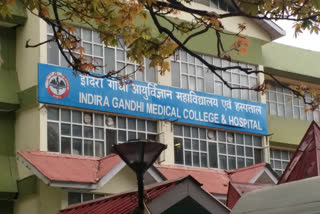 इंदिरा गांधी आयुर्विज्ञान महाविद्यालय एवं हस्पताल
INDIRA GANDHI MEDICAL COLLEGE & HOSPITAL